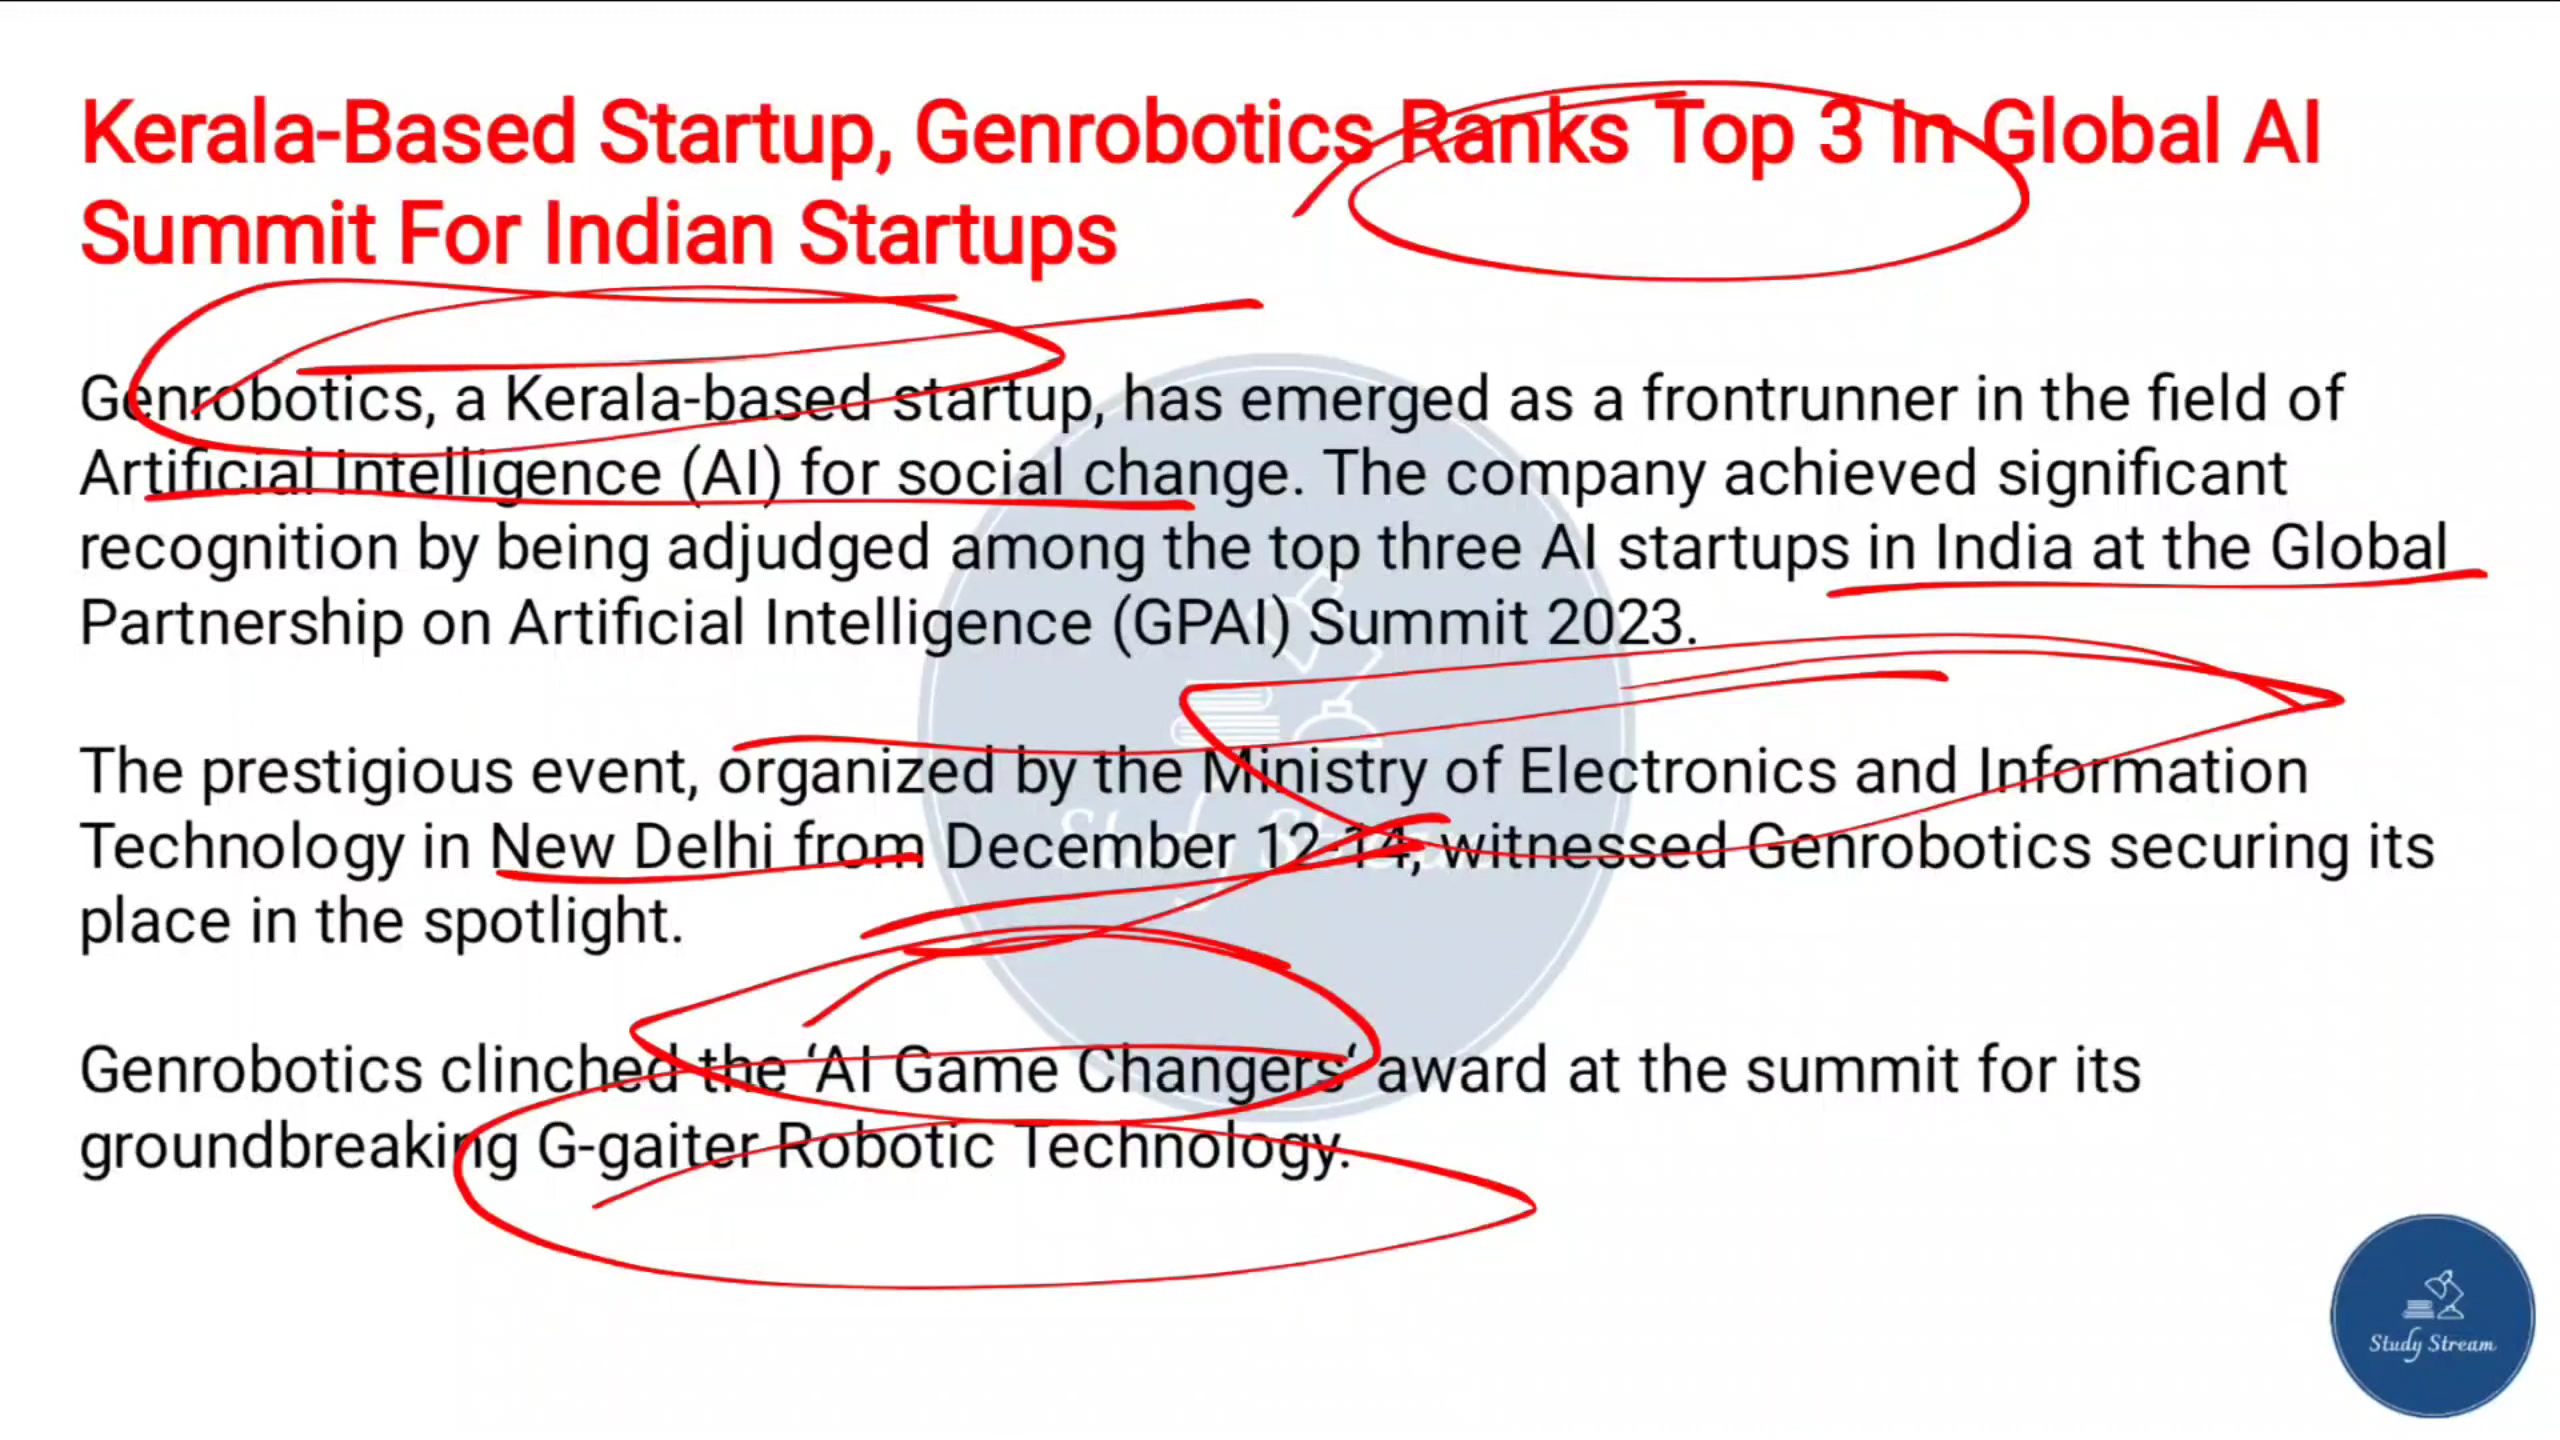 Kerala-Based Startup, Genrobotics Ranks Top 3 In Global AI
Summit For Indian Startups
Genrobotics, a Kerala-based startup, has emerged as a frontrunner in the field of
Artificial Intelligence (AI) for social change. The company achieved significant
recognition by being adjudged among the top three AI startups in India at the Global
Partnership on Artificial Intelligence (GPAI) Summit 2023.
The prestigious event, organized by the Ministry of Electronics and Information
Technology in New Delhi from December 12-14, witnessed Genrobotics securing its
place in the spotlight.
Genrobotics clinched the ‘AI Game Changers‘ award at the summit for its
groundbreaking G-gaiter Robotic Technology.
Study Stream
Study Stream